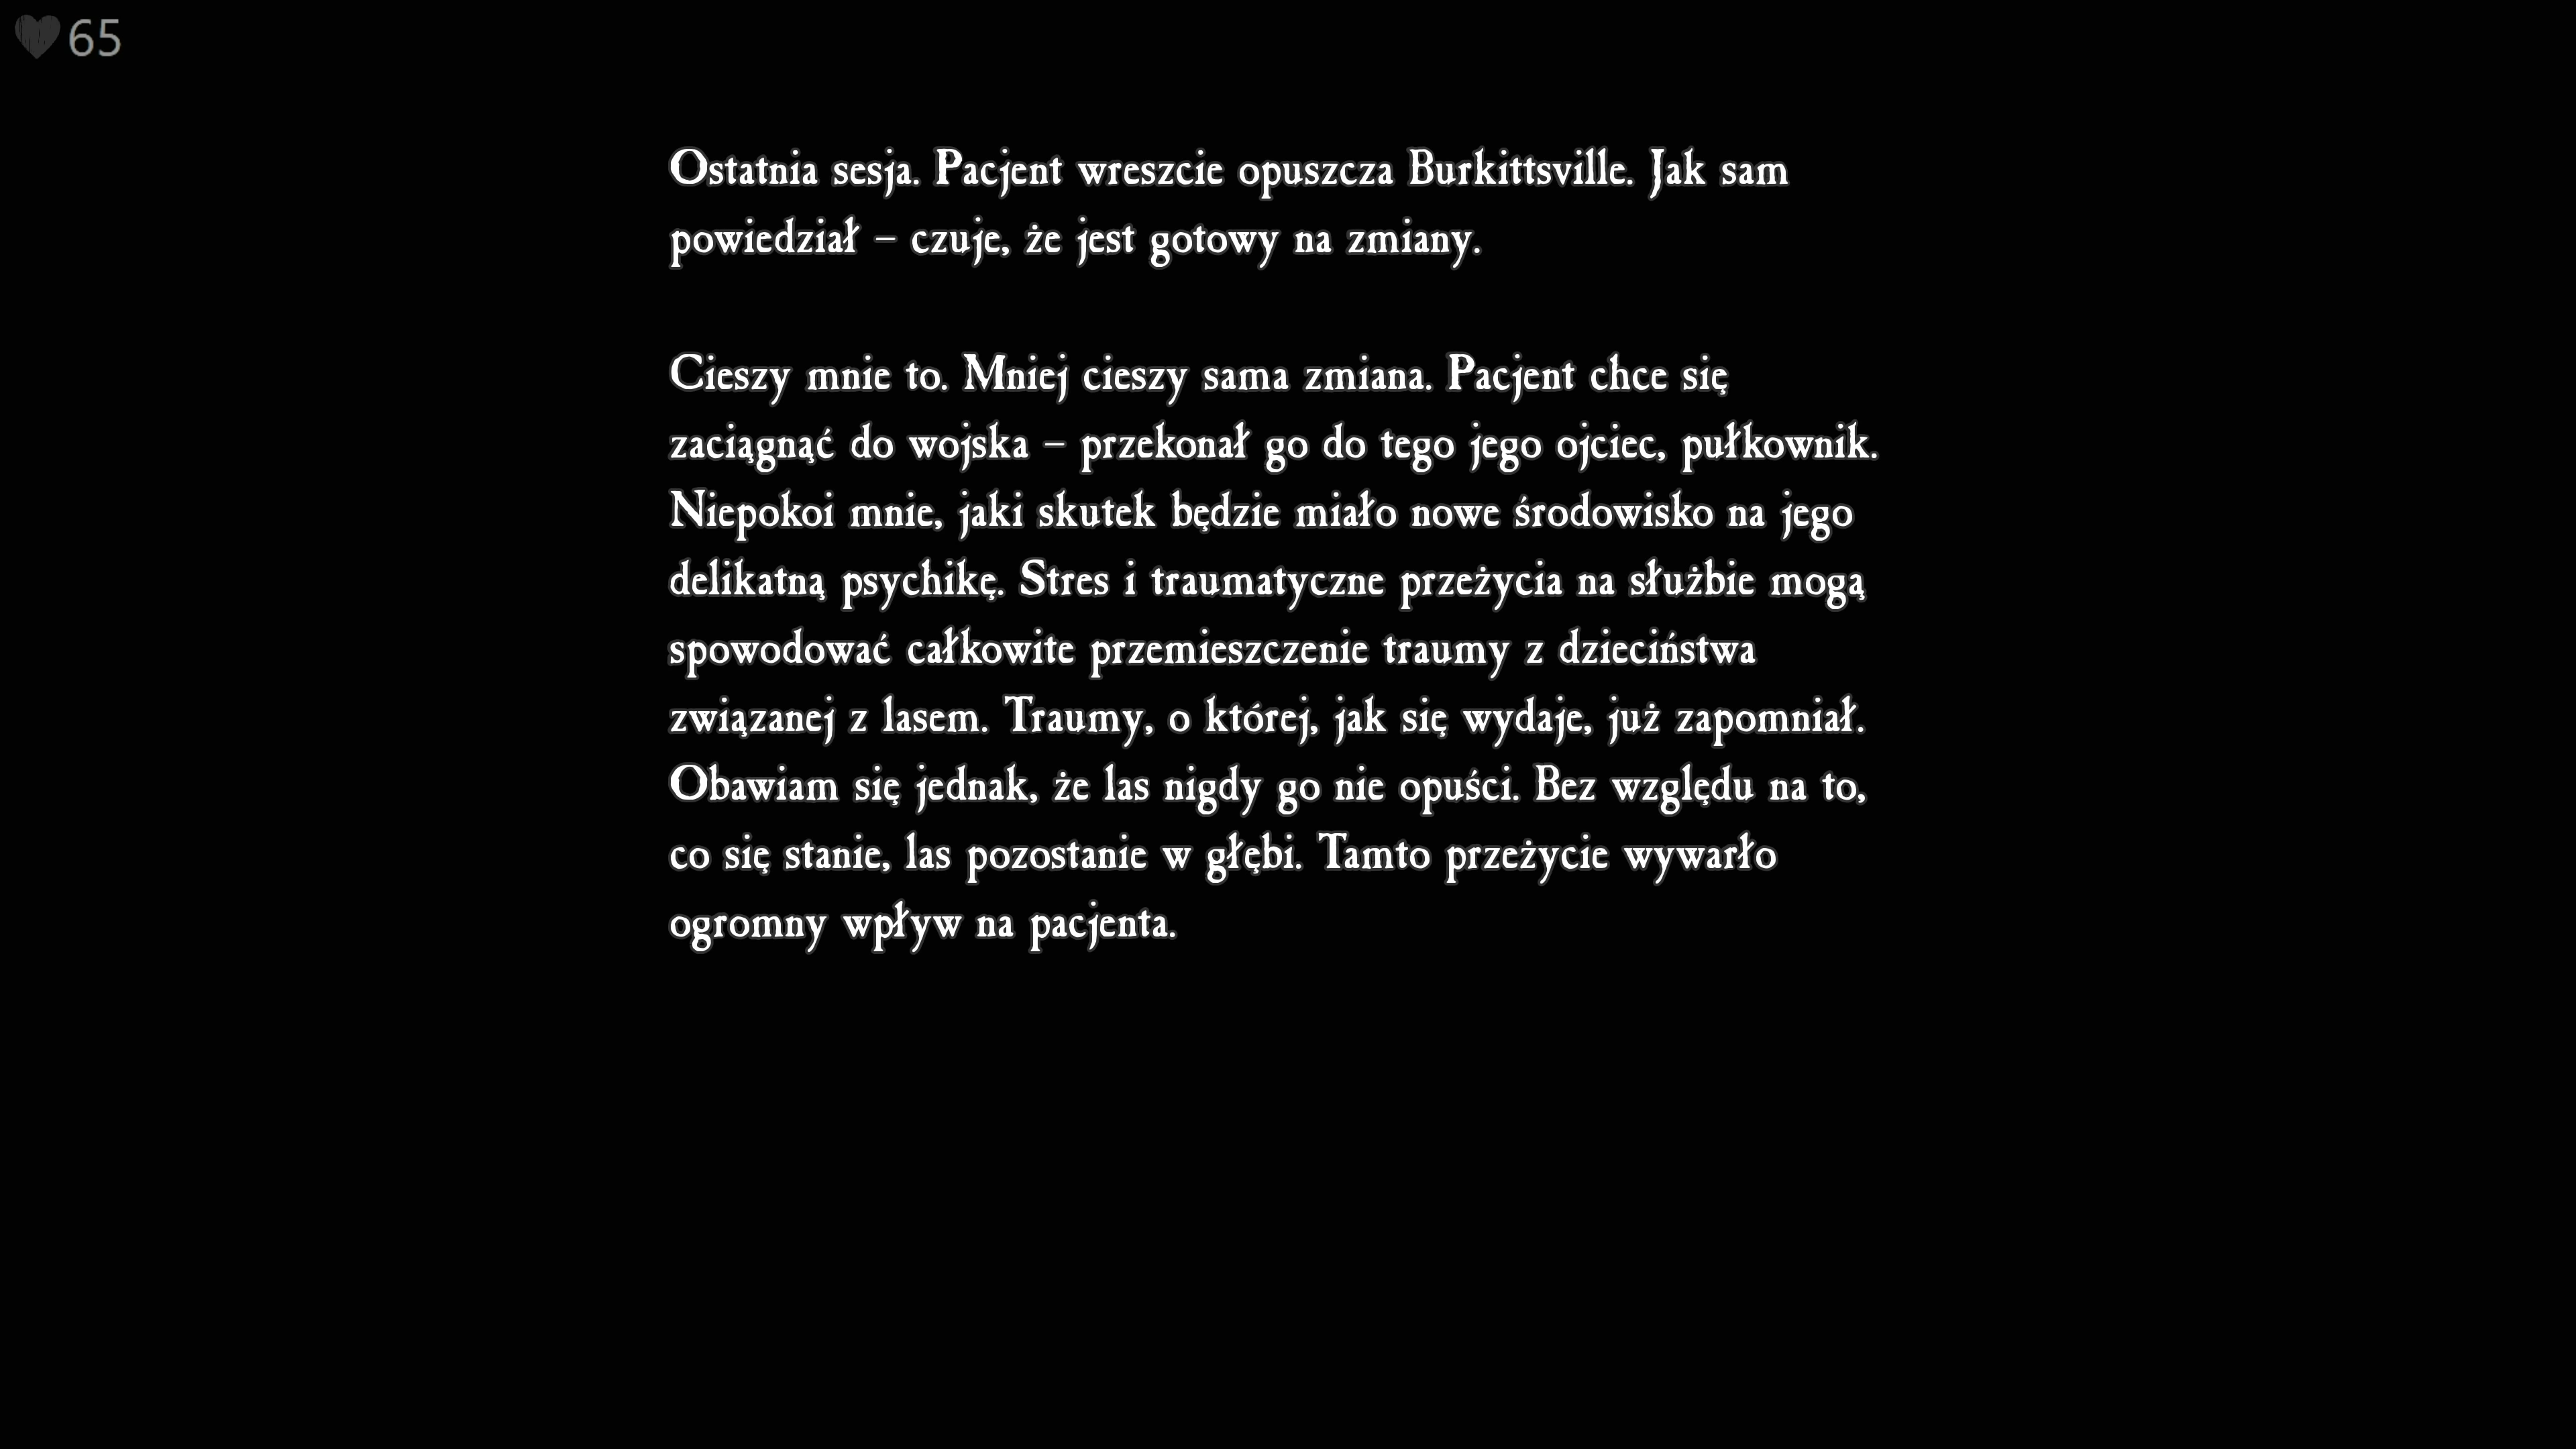 65
Ostatnia sesja. Pacjent wreszcie opuszcza Burkittsville. Jak sam
powiedział – czuje, że jest gotowy na zmiany.
Cieszy mnie to. Mniej cieszy sama zmiana. Pacjent chce się
zaciągnąć do wojska – przekonał go do tego jego ojciec, pułkownik.
Niepokoi mnie, jaki skutek będzie miało nowe środowisko na jego
delikatną psychikę. Stres i traumatyczne przeżycia na służbie mogą
spowodować całkowite przemieszczenie traumy z dzieciństwa
związanej z lasem. Traumy, o której, jak się wydaje, już zapomniał.
Obawiam się jednak, że las nigdy go nie opuści. Bez względu na to,
co się stanie, las pozostanie w głębi. Tamto przeżycie wywarło
ogromny wpływ na pacjenta.